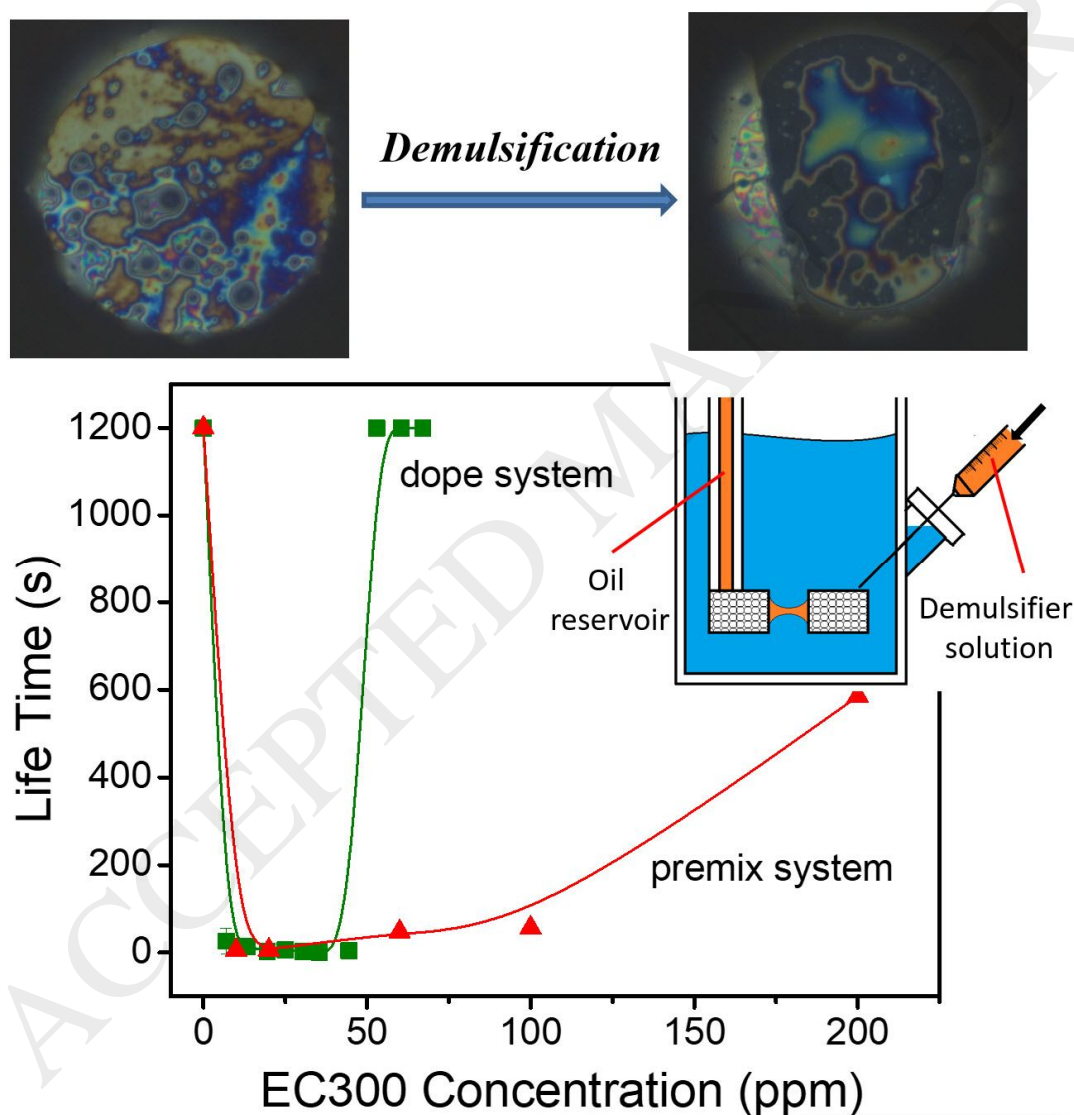 Demulsification
1200
1000
800
600
400
200
0
Life Time (s)
dope system
premix system
Oil
reservoir
Demulsifier
solution
0
50
100
150
200
EC300 Concentration (ppm)
ACCEPTED MA